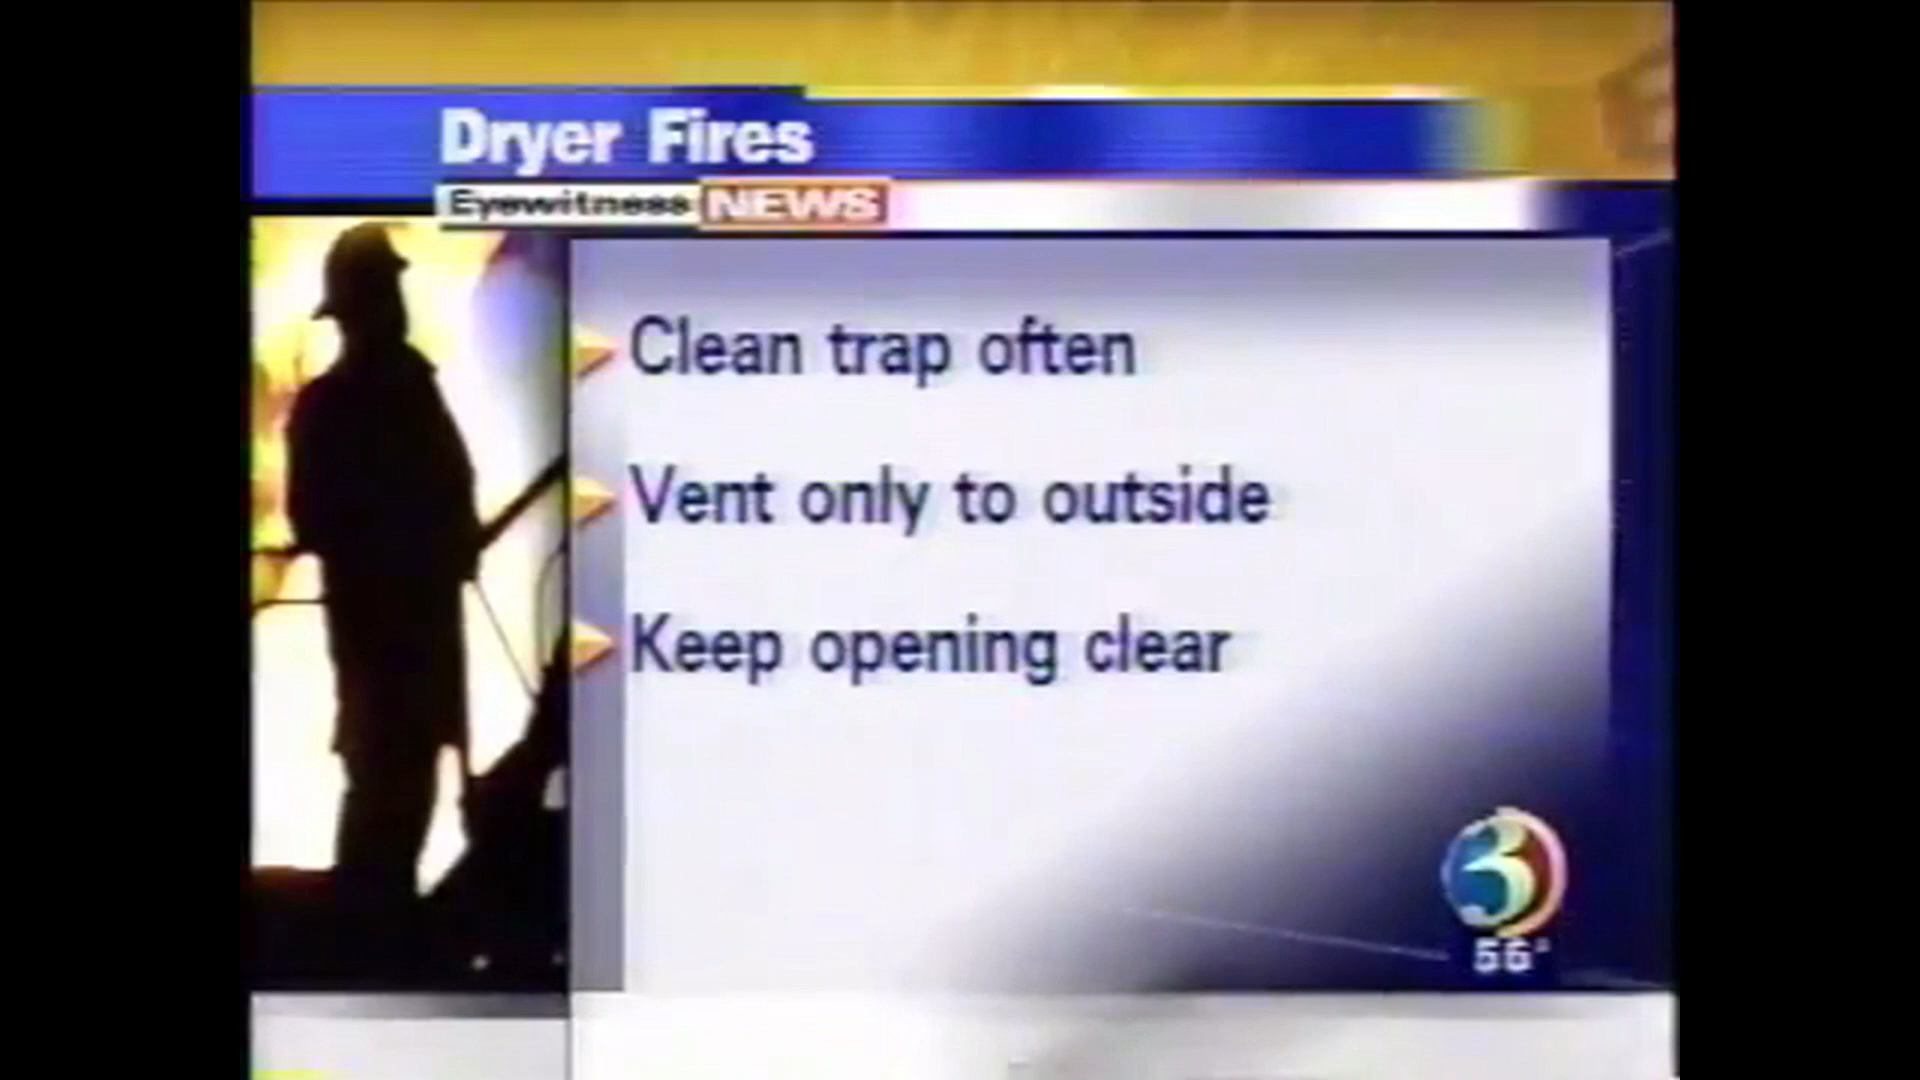 Dryer Fires
Eyewitness NEWS
Clean trap often
Vent only to outside
Keep opening clear
3
56°